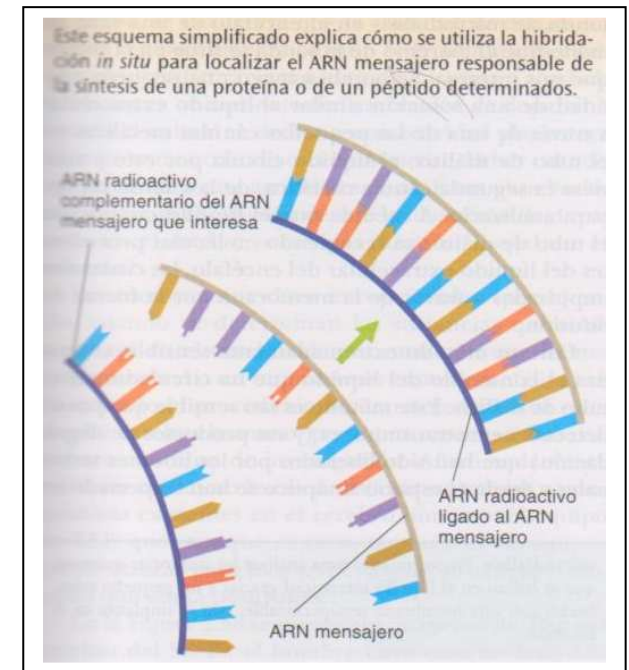 Este esquema simplificado explica cómo se utiliza la hibrida-
ción in situ para localizar el ARN mensajero responsable de
la síntesis de una proteína o de un péptido determinados.
ARN radioactivo
complementario del ARN
mensajero que interesa
ARN radioactivo
ligado al ARN
mensajero
ARN mensajero